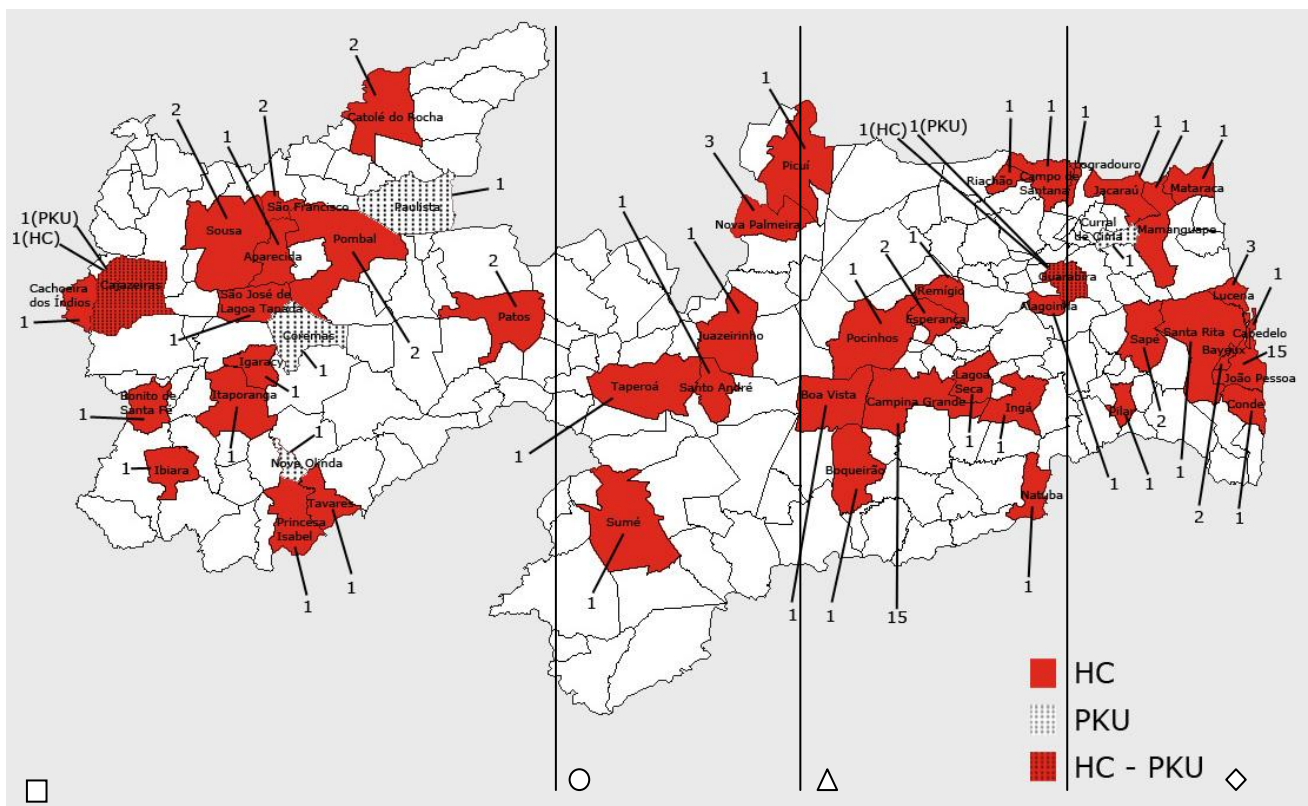 2
Catolé do Rocha
2
1
2
São Francisco
Sousa
Aparecida
Pombal
2
1
Paulista
1(PKU)
1(HC)
Cajazeiras
Cachoeira
dos Índios
1
São José de
Lagoa Tapada
1
Coremas
1
2
Patos
Igaracy
1
Itaporanga
1
Bonito de
Santa Fé
1
1
Ibiara
1
Nova Olinda
Tavares
1
Princesa
Isabel
1
1
Picuí
3
Nova Palmeira
1
1
Juazeirinho
Taperoá
1
Santo André
Sumé
1
1(HC)
1(PKU)
1
Riachão
1
Campo de
Santana
1
Logradouro
1
Jacaraú
1
1
Mataraca
Curral
de Cima
1
Mamanguape
Guarabira
Alagoinha
1
1
Remígio
2
Esperança
1
Pocinhos
Boa Vista
1
Campina Grande
15
Lagoa
Seca
1
Ingá
1
Boqueirão
1
Natuba
1
3
Lucena
1
Cabedelo
Santa Rita
1
Bayeux
2
15
João Pessoa
Conde
1
Sapé
2
Pilar
1
HC
PKU
HC - PKU